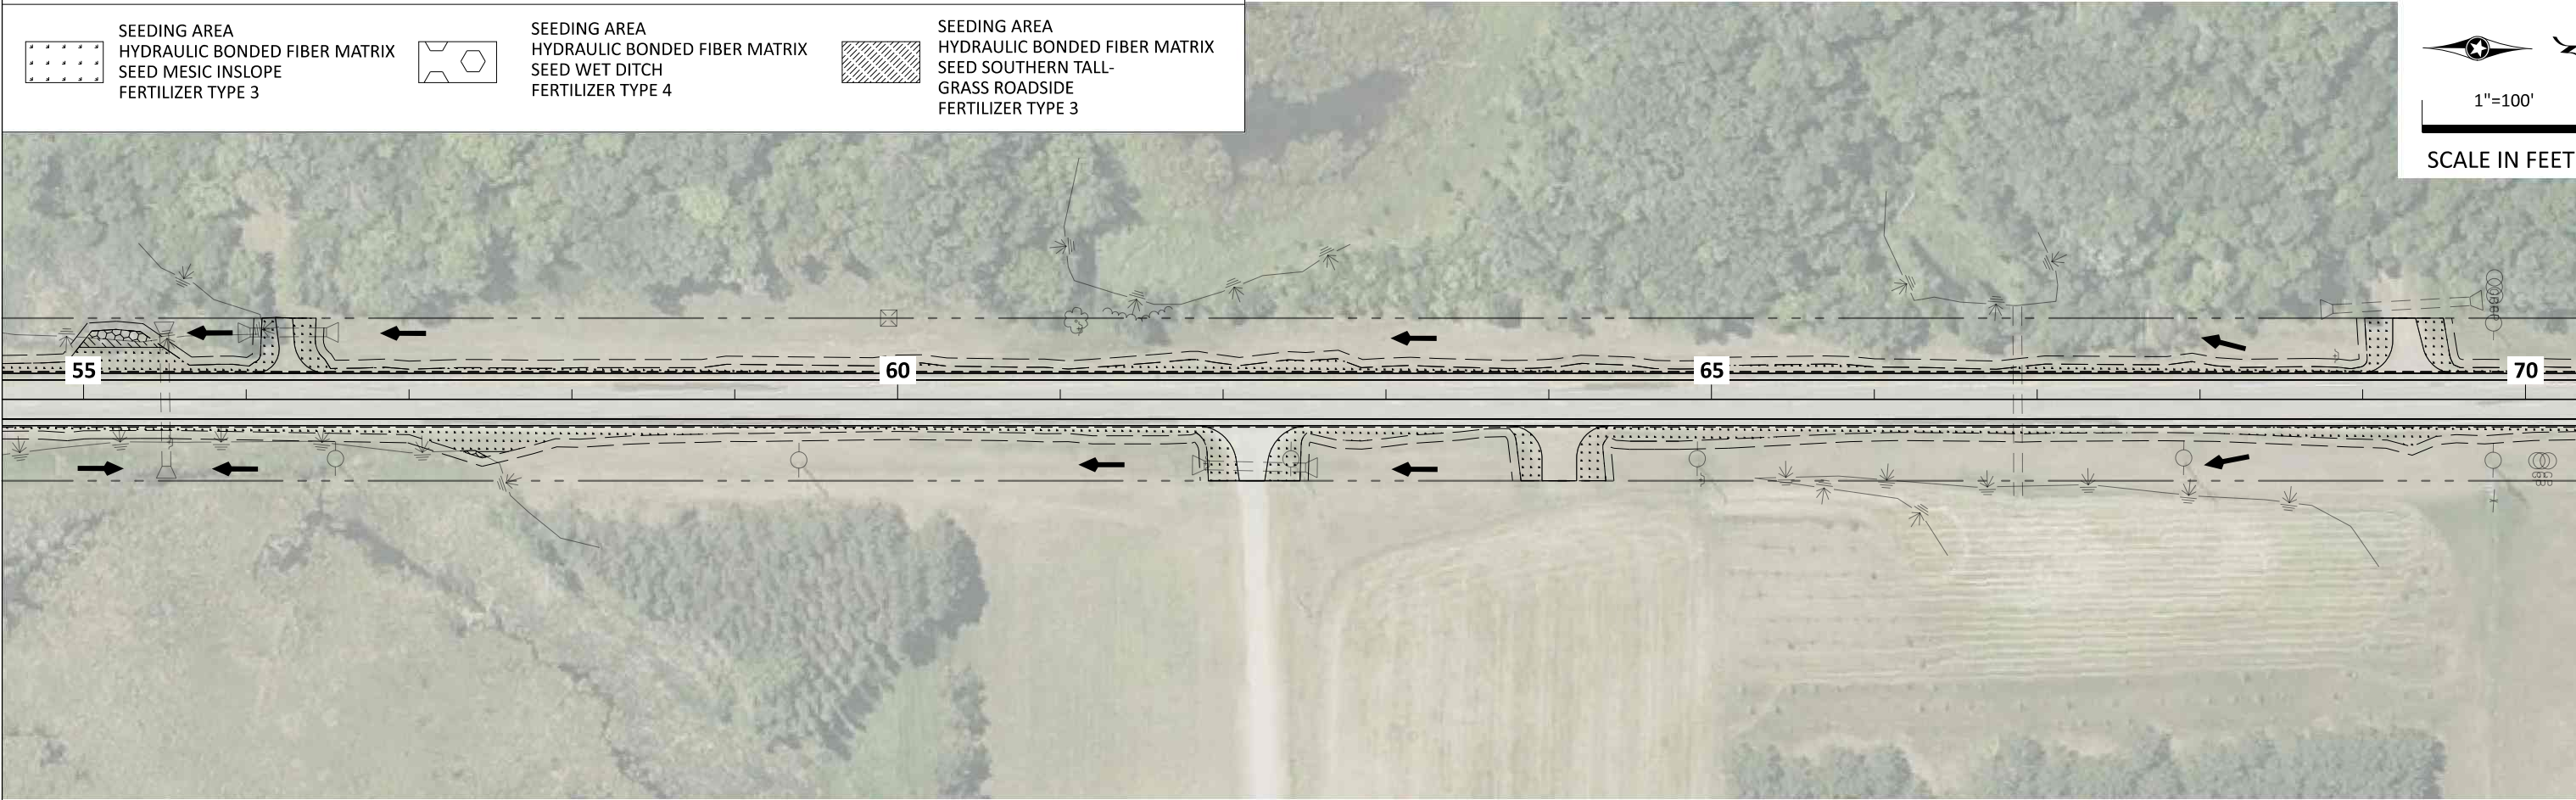 SEEDING AREA
HYDRAULIC BONDED FIBER MATRIX
SEED MESIC INSLOPE
FERTILIZER TYPE 3
SEEDING AREA
HYDRAULIC BONDED FIBER MATRIX
SEED WET DITCH
FERTILIZER TYPE 4
SEEDING AREA
HYDRAULIC BONDED FIBER MATRIX
SEED SOUTHERN TALL-
GRASS ROADSIDE
FERTILIZER TYPE 3
1"=100'
SCALE IN FEET
55
60
65
70